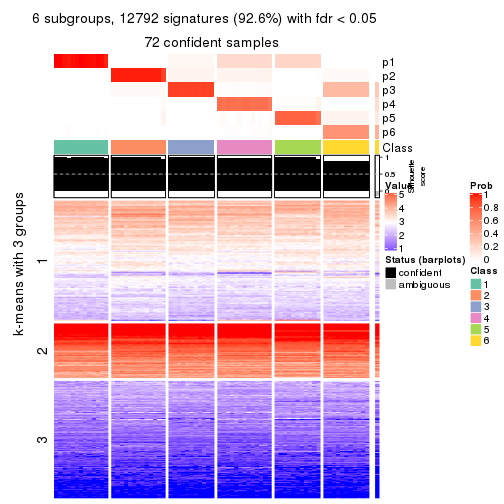 6 subgroups, 12792 signatures (92.6%) with fdr < 0.05
72 confident samples
p1
p2
p3
p4
p5
p6
Class
1
0.5
0
Silhouette
score
k-means with 3 groups
1
2
3
Value
5
4
3
2
1
Status (barplots)
confident
ambiguous
Prob
1
0.8
0.6
0.4
0.2
0
Class
1
2
3
4
5
6